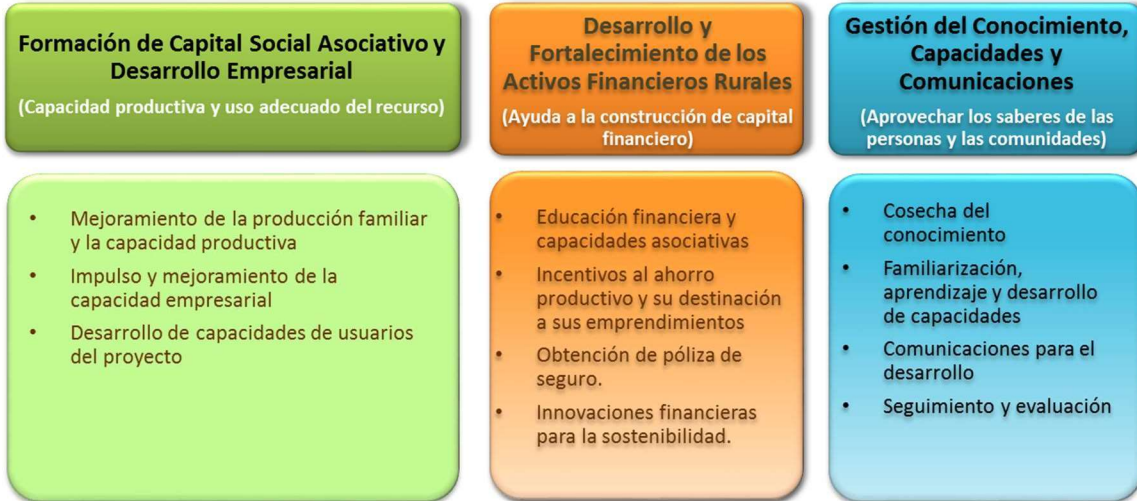 Formación de Capital Social Asociativo y
Desarrollo Empresarial
(Capacidad productiva y uso adecuado del recurso)
• Mejoramiento de la producción familiar
y la capacidad productiva
• Impulso y mejoramiento de la
capacidad empresarial
• Desarrollo de capacidades de usuarios
del proyecto
Desarrollo y
Fortalecimiento de los
Activos Financieros Rurales
(Ayuda a la construcción de capital
financiero)
• Educación financiera y
capacidades asociativas
• Incentivos al ahorro
productivo y su destinación
a sus emprendimientos
• Obtención de póliza de
seguro.
• Innovaciones financieras
para la sostenibilidad.
Gestión del Conocimiento,
Capacidades y
Comunicaciones
(Aprovechar los saberes de las
personas y las comunidades)
• Cosecha del
conocimiento
• Familiarización,
aprendizaje y desarrollo
de capacidades
• Comunicaciones para el
desarrollo
• Seguimiento y evaluación